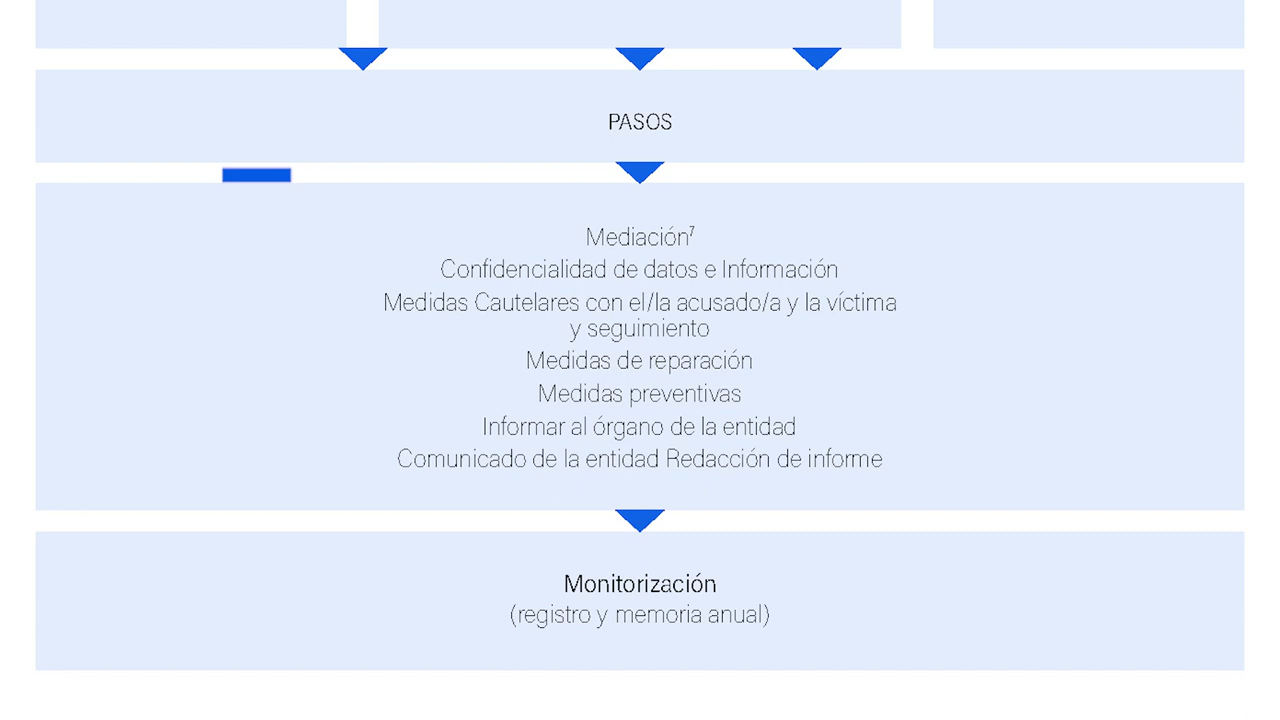 PASOS
Mediación⁷
Confidencialidad de datos e Información
Medidas Cautelares con el/la acusado/a y la víctima
y seguimiento
Medidas de reparación
Medidas preventivas
Informar al órgano de la entidad
Comunicado de la entidad Redacción de informe
Monitorización
(registro y memoria anual)